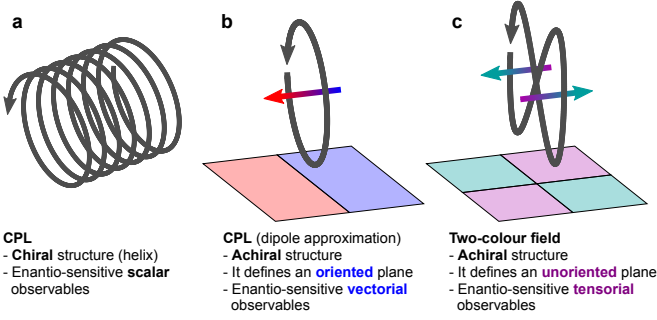 a
CPL
- Chiral structure (helix)
- Enantio-sensitive scalar
observables
b
CPL (dipole approximation)
- Achiral structure
- It defines an oriented plane
- Enantio-sensitive vectorial
observables
c
Two-colour field
- Achiral structure
- It defines an unoriented plane
- Enantio-sensitive tensorial
observables